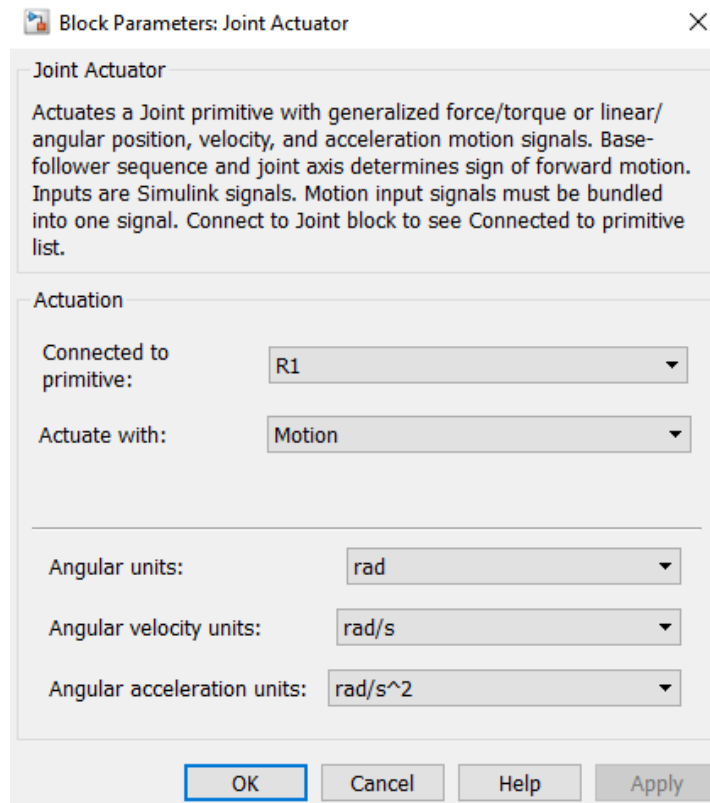 Block Parameters: Joint Actuator
Joint Actuator
Actuates a Joint primitive with generalized force/torque or linear/
angular position, velocity, and acceleration motion signals. Base-
follower sequence and joint axis determines sign of forward motion.
Inputs are Simulink signals. Motion input signals must be bundled
into one signal. Connect to Joint block to see Connected to primitive
list.
Actuation
Connected to
primitive:
R1
Actuate with:
Motion
Angular units:
rad
Angular velocity units:
rad/s
Angular acceleration units:
rad/s^2
OK
Cancel
Help
Apply